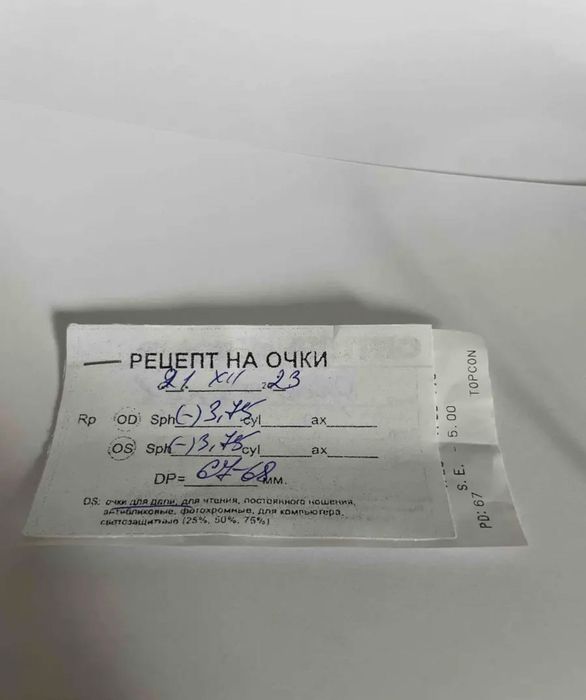 РЕЦЕПТ НА ОЧКИ
21. XII 2023
Rp OD Sph (-) 3,75 cyl ax
OS Sph (-) 3,75 cyl ax
DP= 67-68 мм.
DS: очки для дали, для чтения, постоянного ношения,
антибликовые, фотохромные, для компьютера,
светозащитные (25%, 50%, 75%)
S.E. - 5.00
PD: 67
TOPCON